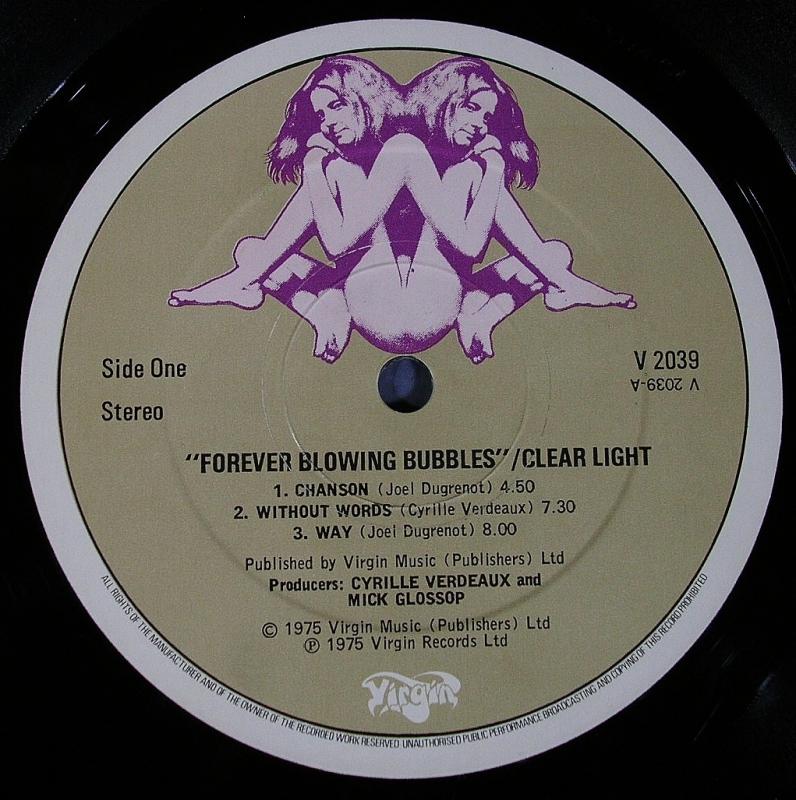 Side One
V 2039
V 2039-A
Stereo
"FOREVER BLOWING BUBBLES"/CLEAR LIGHT
1. CHANSON (Joel Dugrenot) 4.50
2. WITHOUT WORDS (Cyrille Verdeaux) 7.30
3. WAY (Joel Dugrenot) 8.00
Published by Virgin Music (Publishers) Ltd
Producers: CYRILLE VERDEAUX and
MICK GLOSSOP
© 1975 Virgin Music (Publishers) Ltd
℗ 1975 Virgin Records Ltd
Virgin
ALL RIGHTS OF THE MANUFACTURER AND OF THE OWNER OF THE RECORDED WORK RESERVED UNAUTHORISED PUBLIC PERFORMANCE BROADCASTING AND COPYING OF THIS RECORD PROHIBITED